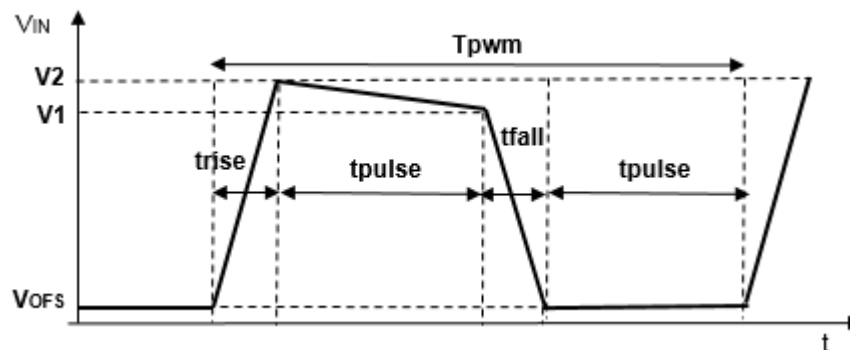 VIN
Tpwm
V2
V1
tfall
trise
tpulse
tpulse
VOFS
t